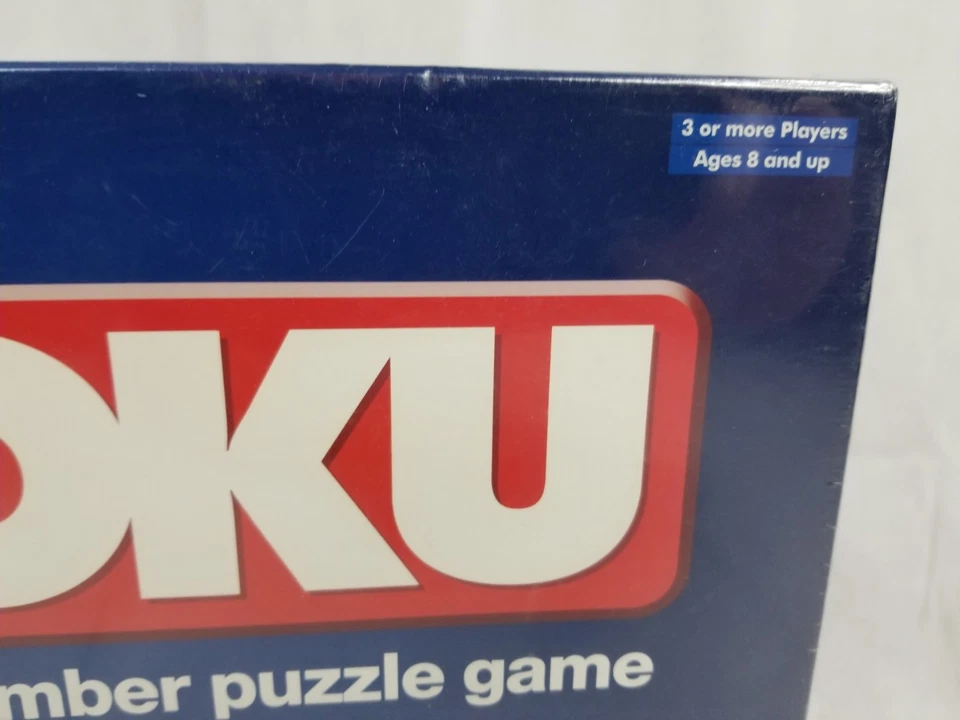 3 or more Players
Ages 8 and up
OKU
mber puzzle game